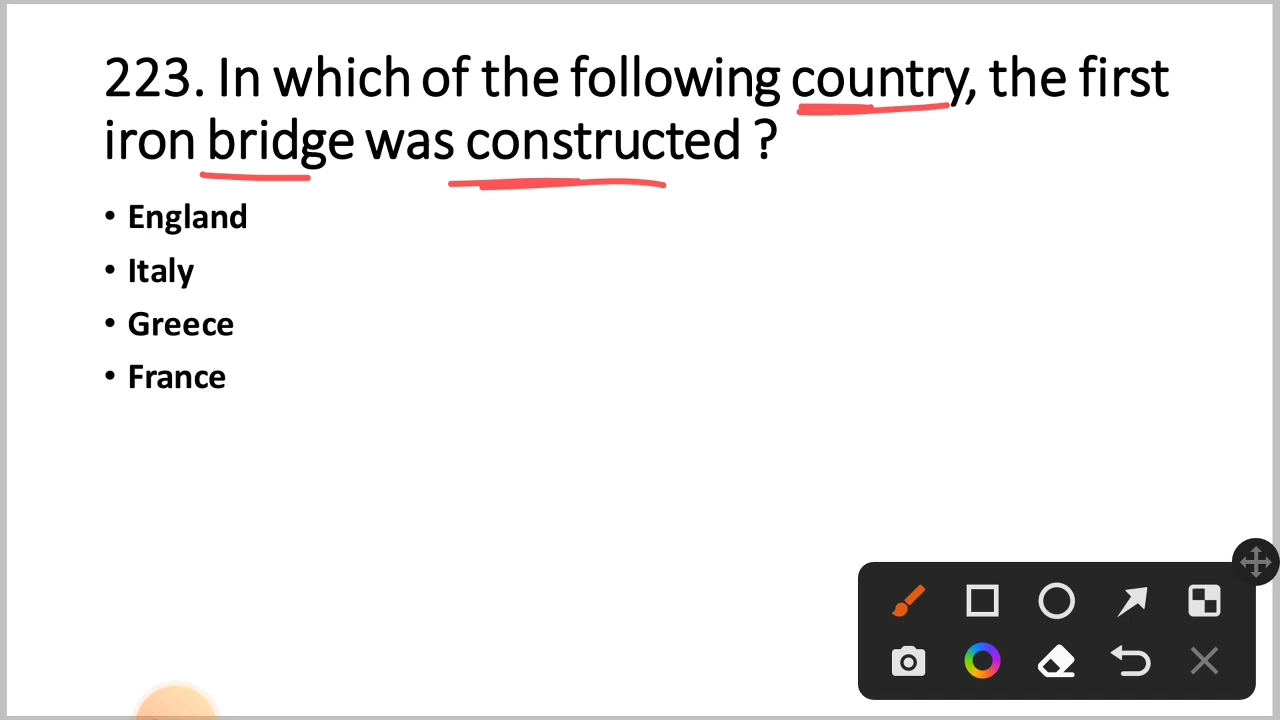 223. In which of the following country, the first
iron bridge was constructed ?
• England
• Italy
• Greece
• France